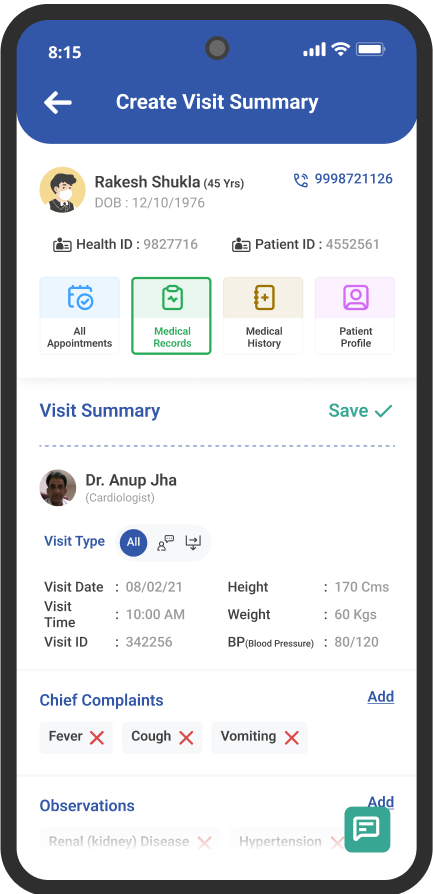 8:15
Create Visit Summary
Rakesh Shukla (45 Yrs)
9998721126
DOB : 12/10/1976
Health ID : 9827716
Patient ID : 4552561
All Appointments
Medical Records
Medical History
Patient Profile
Visit Summary
Save
Dr. Anup Jha
(Cardiologist)
Visit Type
All
Visit Date : 08/02/21
Height : 170 Cms
Visit Time : 10:00 AM
Weight : 60 Kgs
Visit ID : 342256
BP(Blood Pressure) : 80/120
Chief Complaints
Add
Fever
Cough
Vomiting
Observations
Add
Renal (kidney) Disease
Hypertension